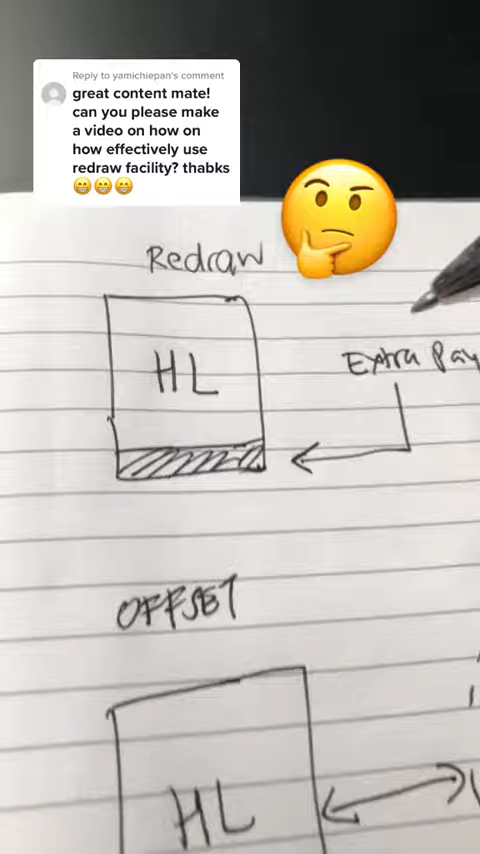 Reply to yamichiepan's comment
great content mate!
can you please make
a video on how on
how effectively use
redraw facility? thabks
😁😁😁
Redraw
HL
Extra Pay
OFFSET
HL